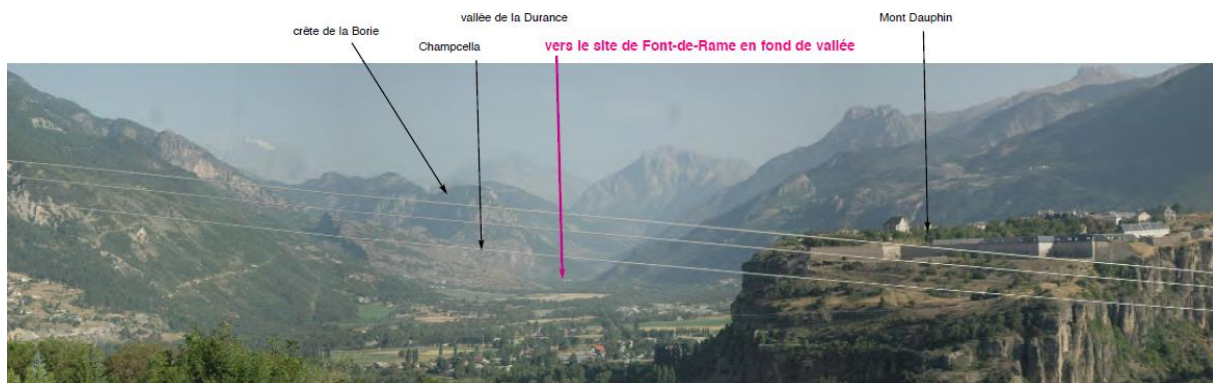 vallée de la Durance
Mont Dauphin
crête de la Borie
Champcella
vers le site de Font-de-Rame en fond de vallée